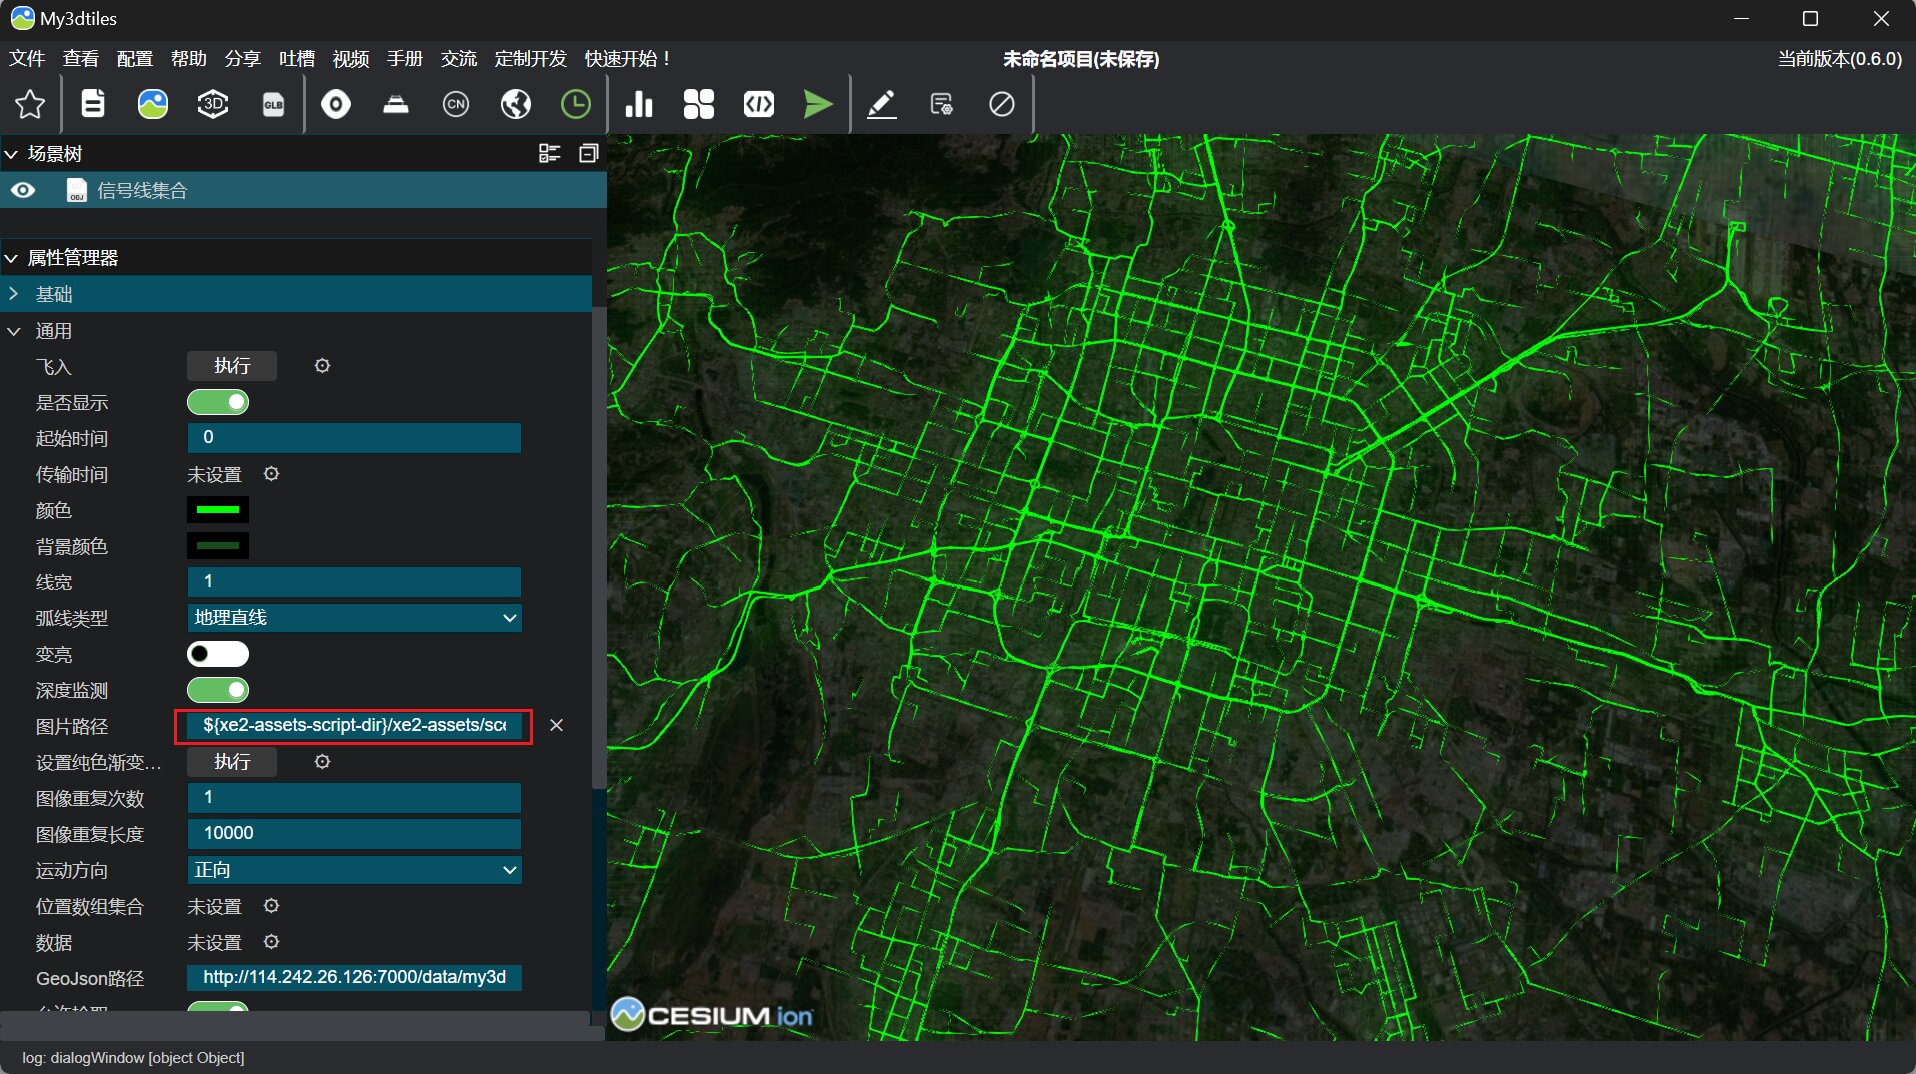 My3dtiles
文件 查看 配置 帮助 分享 吐槽 视频 手册 交流 定制开发 快速开始！ 未命名项目(未保存) 当前版本(0.6.0)
3D GLB CN
场景树
OBJ 信号线集合
属性管理器
基础
通用
飞入 执行
是否显示
起始时间 0
传输时间 未设置
颜色
背景颜色
线宽 1
弧线类型 地理直线
变亮
深度监测
图片路径 ${xe2-assets-script-dir}/xe2-assets/sce
设置纯色渐变... 执行
图像重复次数 1
图像重复长度 10000
运动方向 正向
位置数组集合 未设置
数据 未设置
GeoJson路径 http://114.242.26.126:7000/data/my3d
CESIUM ion
log: dialogWindow [object Object]